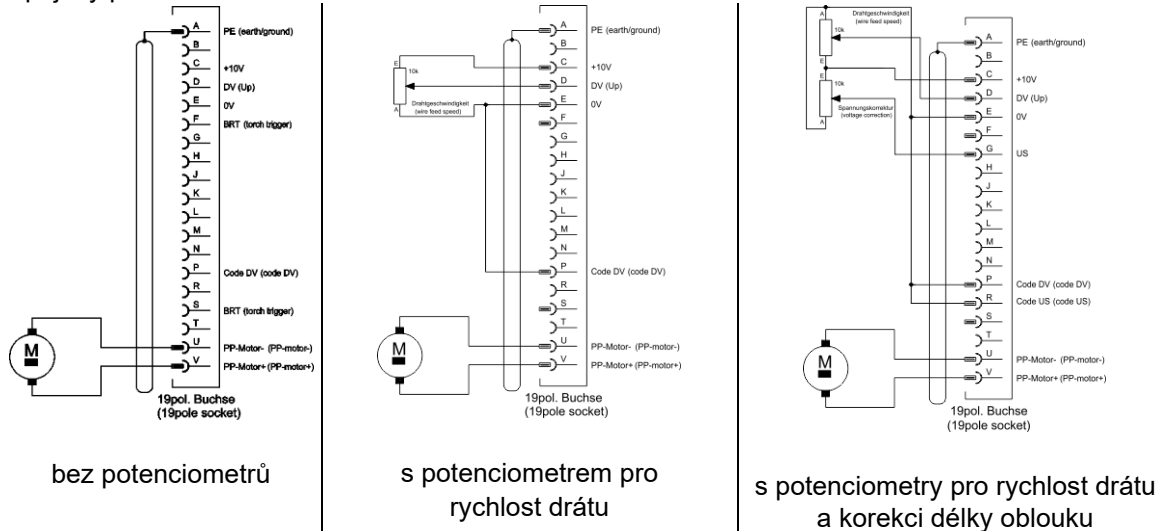 A PE (earth/ground)
B
C +10V
D DV (Up)
E 0V
F BRT (torch trigger)
G
H
J
K
L
M
N
P Code DV (code DV)
R
S BRT (torch trigger)
T
U PP-Motor- (PP-motor-)
V PP-Motor+ (PP-motor+)
M
19pol. Buchse
(19pole socket)
bez potenciometrů
A PE (earth/ground)
B
C +10V
D DV (Up)
E 0V
F
G
H
J
K
L
M
N
P Code DV (code DV)
R
S
T
U PP-Motor- (PP-motor-)
V PP-Motor+ (PP-motor+)
E
10k
Drahtgeschwindigkeit
(wire feed speed)
A
M
19pol. Buchse
(19pole socket)
s potenciometrem pro
rychlost drátu
A
Drahtgeschwindigkeit
(wire feed speed)
10k
E
E
10k
Spannungskorrektur
(voltage correction)
A
A PE (earth/ground)
B
C +10V
D DV (Up)
E 0V
F
G US
H
J
K
L
M
N
P Code DV (code DV)
R Code US (code US)
S
T
U PP-Motor- (PP-motor-)
V PP-Motor+ (PP-motor+)
M
19pol. Buchse
(19pole socket)
s potenciometry pro rychlost drátu
a korekci délky oblouku